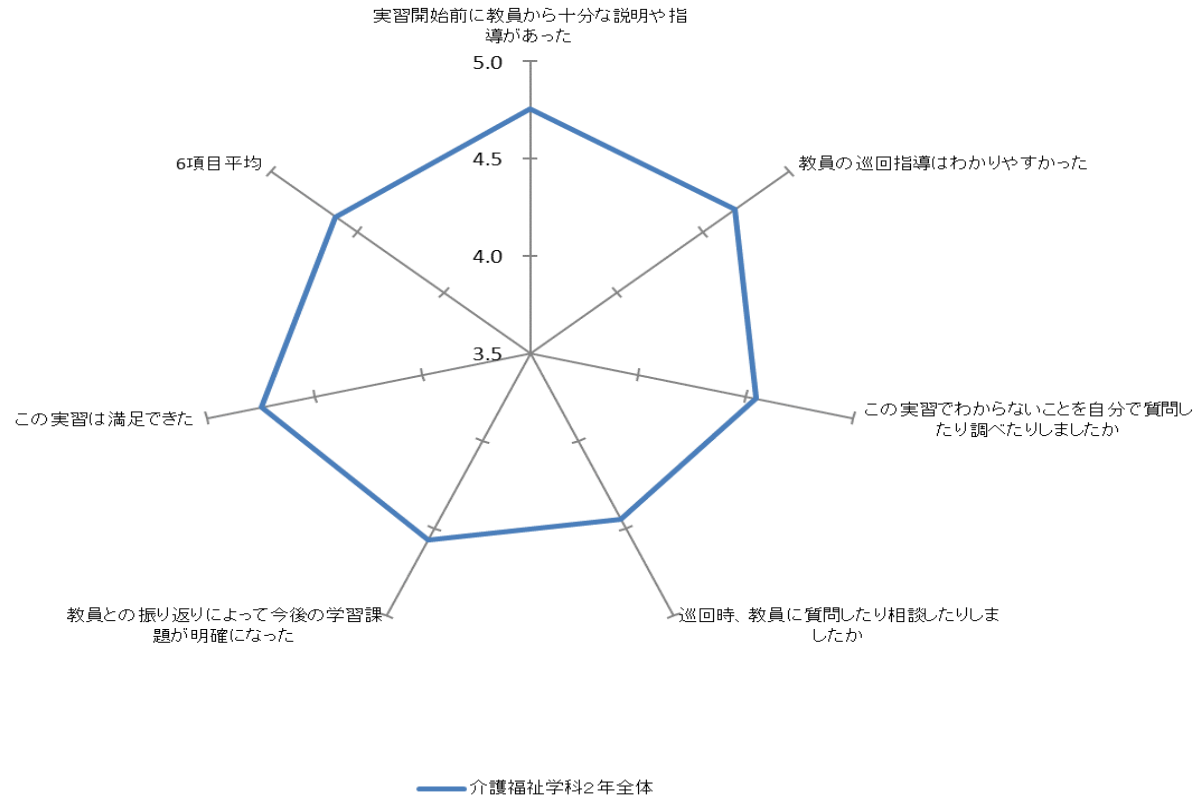 実習開始前に教員から十分な説明や指
導があった
5.0
4.5
4.0
3.5
教員の巡回指導はわかりやすかった
この実習でわからないことを自分で質問し
たり調べたりしましたか
巡回時、教員に質問したり相談したりしま
したか
教員との振り返りによって今後の学習課
題が明確になった
この実習は満足できた
6項目平均
介護福祉学科2年全体